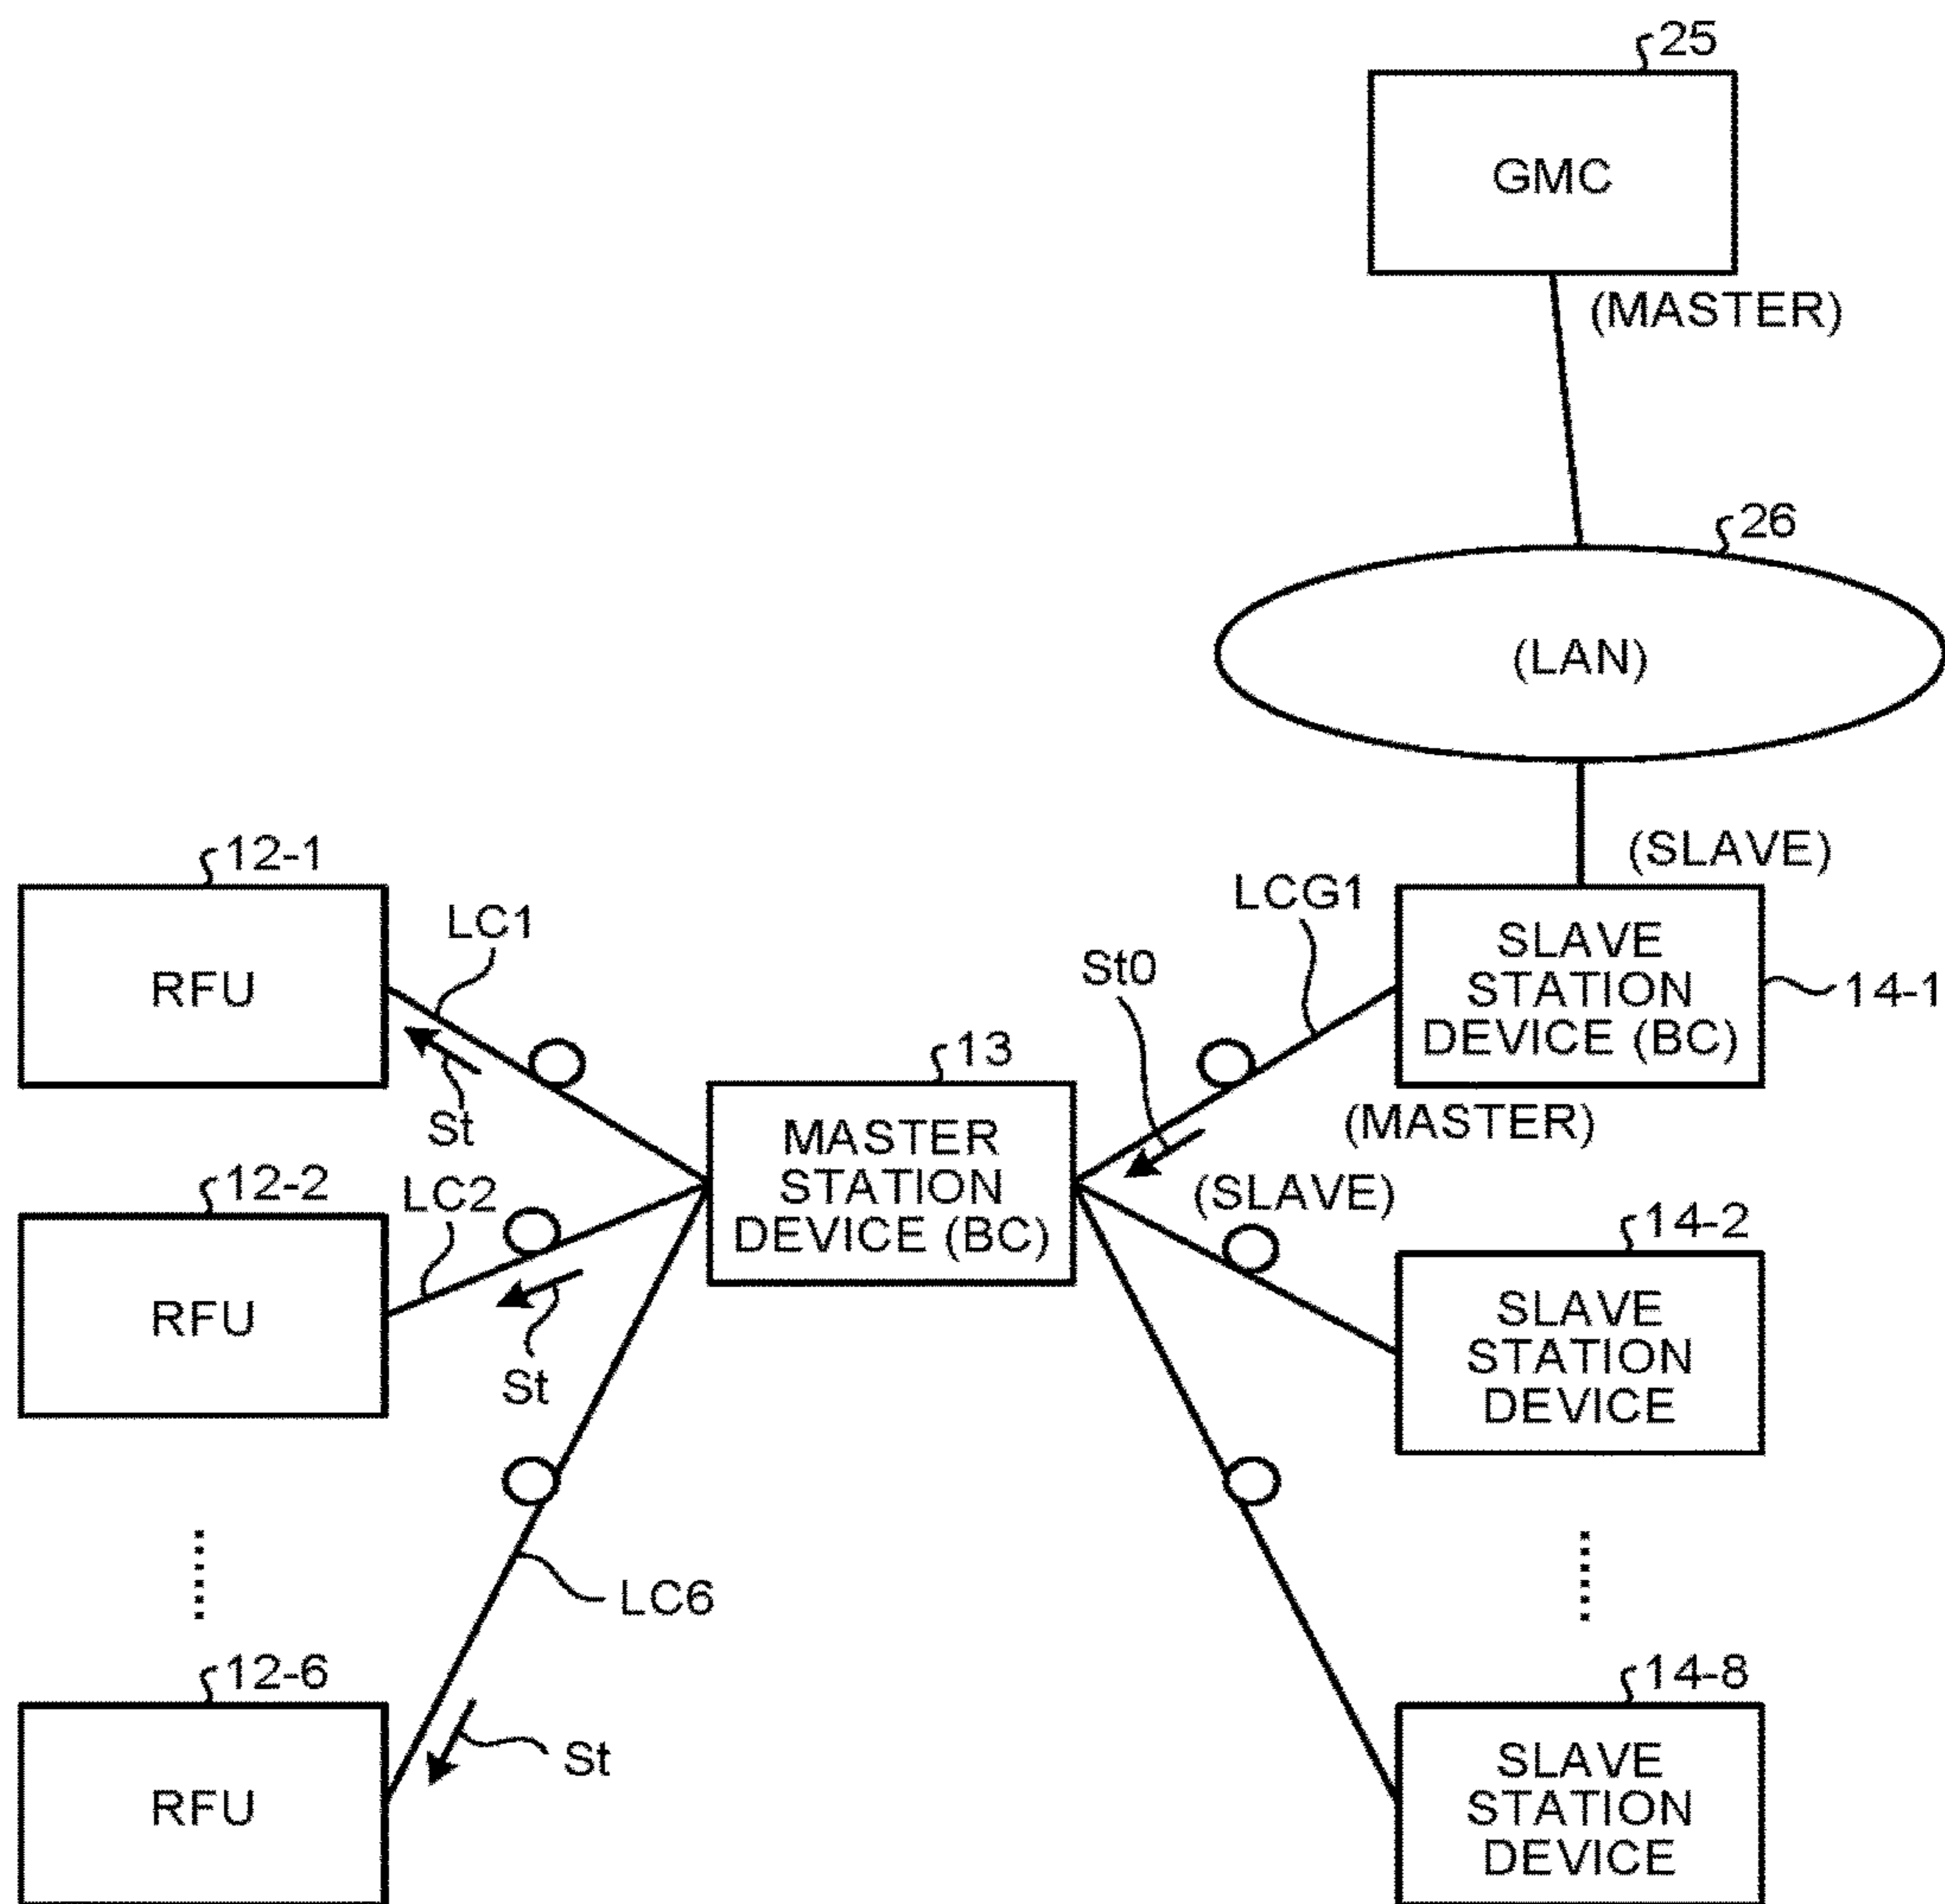 25
GMC
(MASTER)
26
(LAN)
(SLAVE)
12-1
RFU
LC1
St
LCG1
St0
SLAVE
STATION
DEVICE (BC)
14-1
(MASTER)
13
MASTER
STATION
DEVICE (BC)
(SLAVE)
12-2
RFU
LC2
St
14-2
SLAVE
STATION
DEVICE
LC6
12-6
RFU
St
14-8
SLAVE
STATION
DEVICE